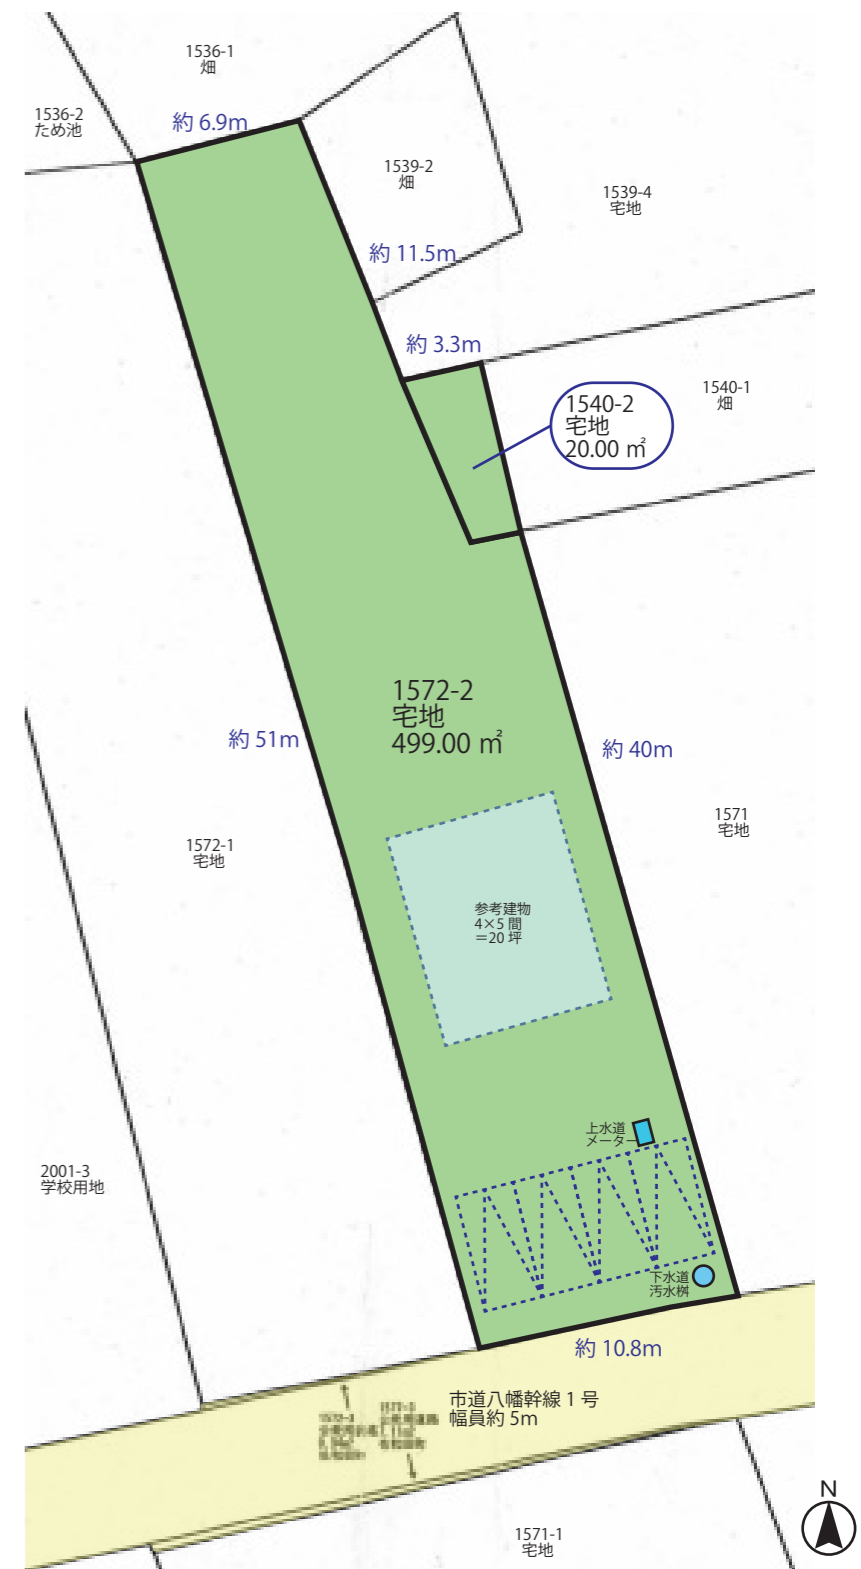 1536-1
畑
1536-2
ため池
約 6.9m
1539-2
畑
1539-4
宅地
約 11.5m
約 3.3m
1540-1
畑
1540-2
宅地
20.00 ㎡
1572-2
宅地
499.00 ㎡
約 51m
約 40m
1571
宅地
1572-1
宅地
参考建物
4×5 間
＝20 坪
上水道
メーター
2001-3
学校用地
下水道
汚水桝
約 10.8m
市道八幡幹線 1 号
幅員約 5m
1571-1
宅地
N